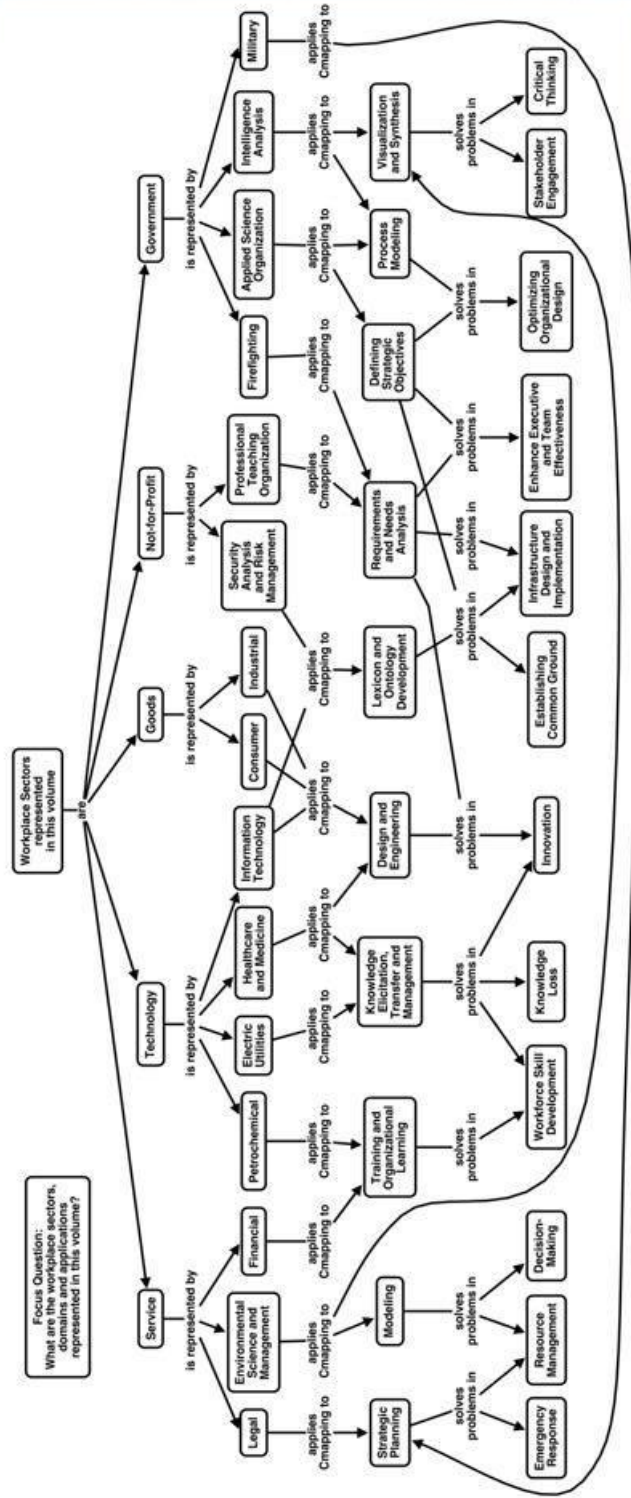 Focus Question:
What are the workplace sectors,
domains and applications
represented in this volume?
Workplace Sectors
represented
in this volume
are
Service
Technology
Goods
Not-for-Profit
Government
is represented by
is represented by
is represented by
is represented by
is represented by
Legal
Environmental
Science and
Management
Financial
Petrochemical
Electric
Utilities
Healthcare
and Medicine
Information
Technology
Consumer
Industrial
Security
Analysis
and Risk
Management
Professional
Teaching
Organization
Firefighting
Applied Science
Organization
Intelligence
Analysis
Military
applies
Cmapping to
applies
Cmapping to
applies
Cmapping to
applies
Cmapping to
applies
Cmapping to
applies
Cmapping to
applies
Cmapping to
applies
Cmapping to
applies
Cmapping to
applies
Cmapping to
applies
Cmapping to
applies
Cmapping to
applies
Cmapping to
Strategic
Planning
Modeling
Training and
Organizational
Learning
Knowledge
Elicitation,
Transfer and
Management
Design and
Engineering
Lexicon and
Ontology
Development
Requirements
and Needs
Analysis
Defining
Strategic
Objectives
Process
Modeling
Visualization
and Synthesis
solves
problems in
solves
problems in
solves
problems in
solves
problems in
solves
problems in
solves
problems in
solves
problems in
solves
problems in
solves
problems in
solves
problems in
Emergency
Response
Resource
Management
Decision-
Making
Workforce Skill
Development
Knowledge
Loss
Innovation
Establishing
Common Ground
Infrastructure
Design and
Implementation
Enhance Executive
and Team
Effectiveness
Optimizing
Organizational
Design
Stakeholder
Engagement
Critical
Thinking